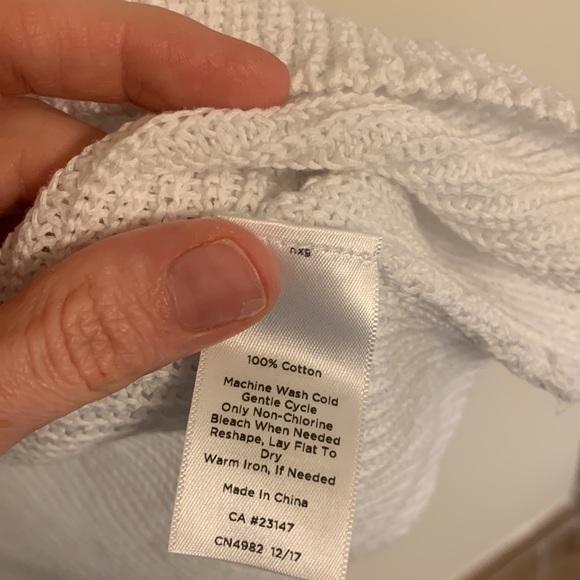 100% Cotton
Machine Wash Cold
Gentle Cycle
Only Non-Chlorine
Bleach When Needed
Reshape, Lay Flat To
Dry
Warm Iron, If Needed
Made In China
CA #23147
CN4982 12/17